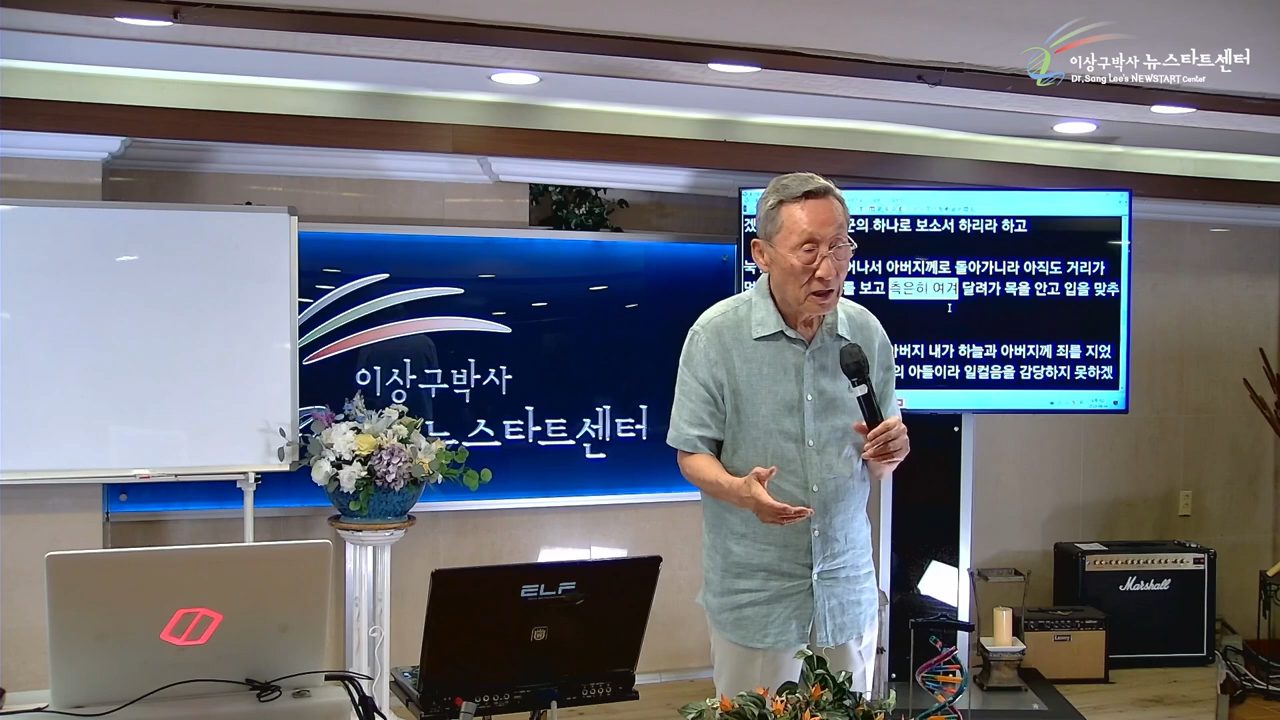 이상구박사 뉴스타트센터
Dr. Sang Lee's NEWSTART Center
의 하나로 보소서 하리라 하고
나서 아버지께로 돌아가니라 아직도 거리가
보고 측은히 여겨 달려가 목을 안고 입을 맞추
버지 내가 하늘과 아버지께 죄를 지었
의 아들이라 일컬음을 감당하지 못하겠
이상구박사
뉴스타트센터
ELF
Marshall
Laney